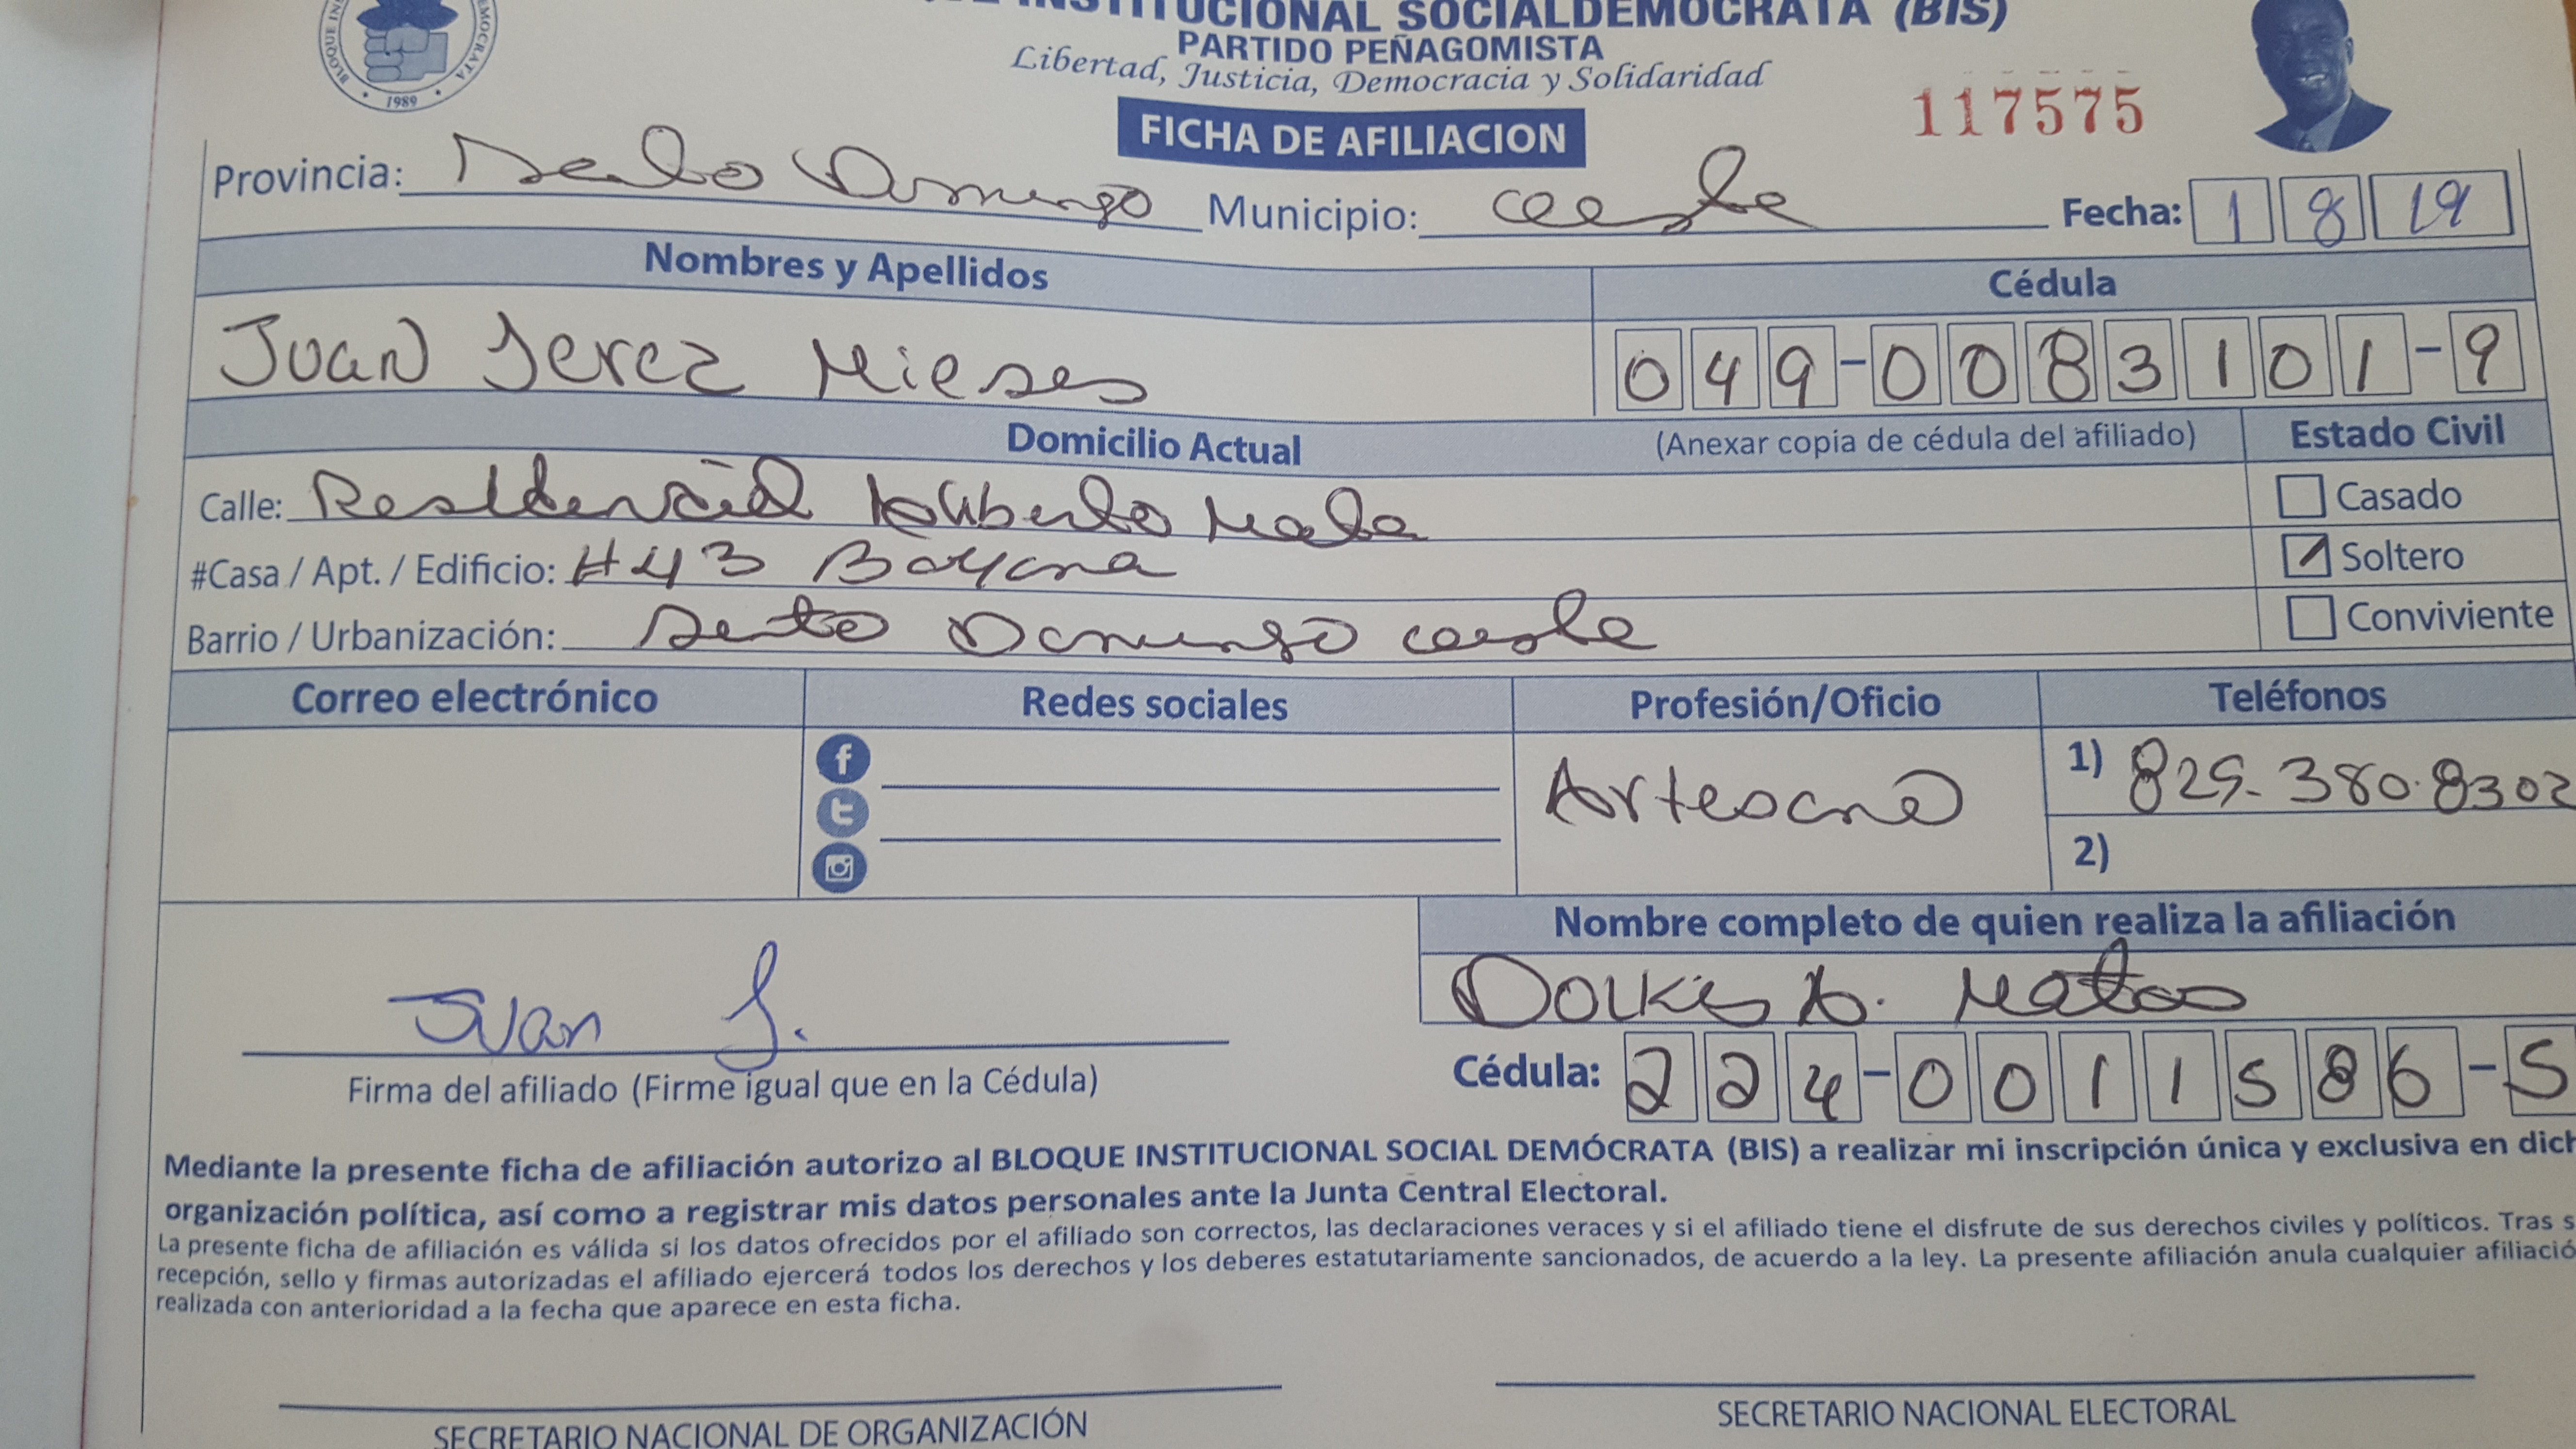 INSTITUCIONAL SOCIALDEMOCRATA (BIS)
PARTIDO PEÑAGOMISTA
Libertad, Justicia, Democracia y Solidaridad
1989
117575
FICHA DE AFILIACION
Provincia: Santo Domingo Municipio: oeste Fecha: 1 8 19
Nombres y Apellidos Cédula
Juan Jerez Mieses 049-0083101-9
Domicilio Actual (Anexar copia de cédula del afiliado) Estado Civil
Calle: Residencial Casado
#Casa / Apt. / Edificio: #43 Soltero
Barrio / Urbanización: Santo Domingo oeste Conviviente
Correo electrónico Redes sociales Profesión/Oficio Teléfonos
Artesano 1) 829-380-8302
2)
Nombre completo de quien realiza la afiliación
Matos
Juan J.
Cédula: 224-0011586-5
Firma del afiliado (Firme igual que en la Cédula)
Mediante la presente ficha de afiliación autorizo al BLOQUE INSTITUCIONAL SOCIAL DEMÓCRATA (BIS) a realizar mi inscripción única y exclusiva en dich
organización política, así como a registrar mis datos personales ante la Junta Central Electoral.
La presente ficha de afiliación es válida si los datos ofrecidos por el afiliado son correctos, las declaraciones veraces y si el afiliado tiene el disfrute de sus derechos civiles y políticos. Tras s
recepción, sello y firmas autorizadas el afiliado ejercerá todos los derechos y los deberes estatutariamente sancionados, de acuerdo a la ley. La presente afiliación anula cualquier afiliació
realizada con anterioridad a la fecha que aparece en esta ficha.
SECRETARIO NACIONAL DE ORGANIZACIÓN SECRETARIO NACIONAL ELECTORAL